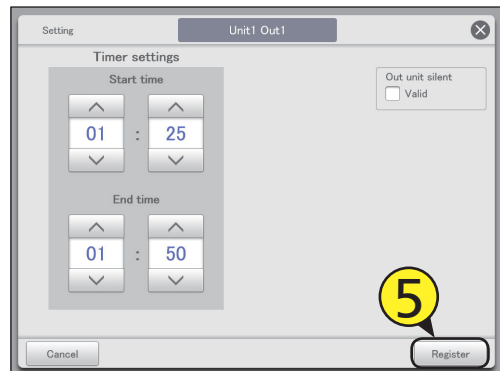 Setting
Unit1 Out1
Timer settings
Start time
01 : 25
End time
01 : 50
Out unit silent
Valid
5
Cancel
Register